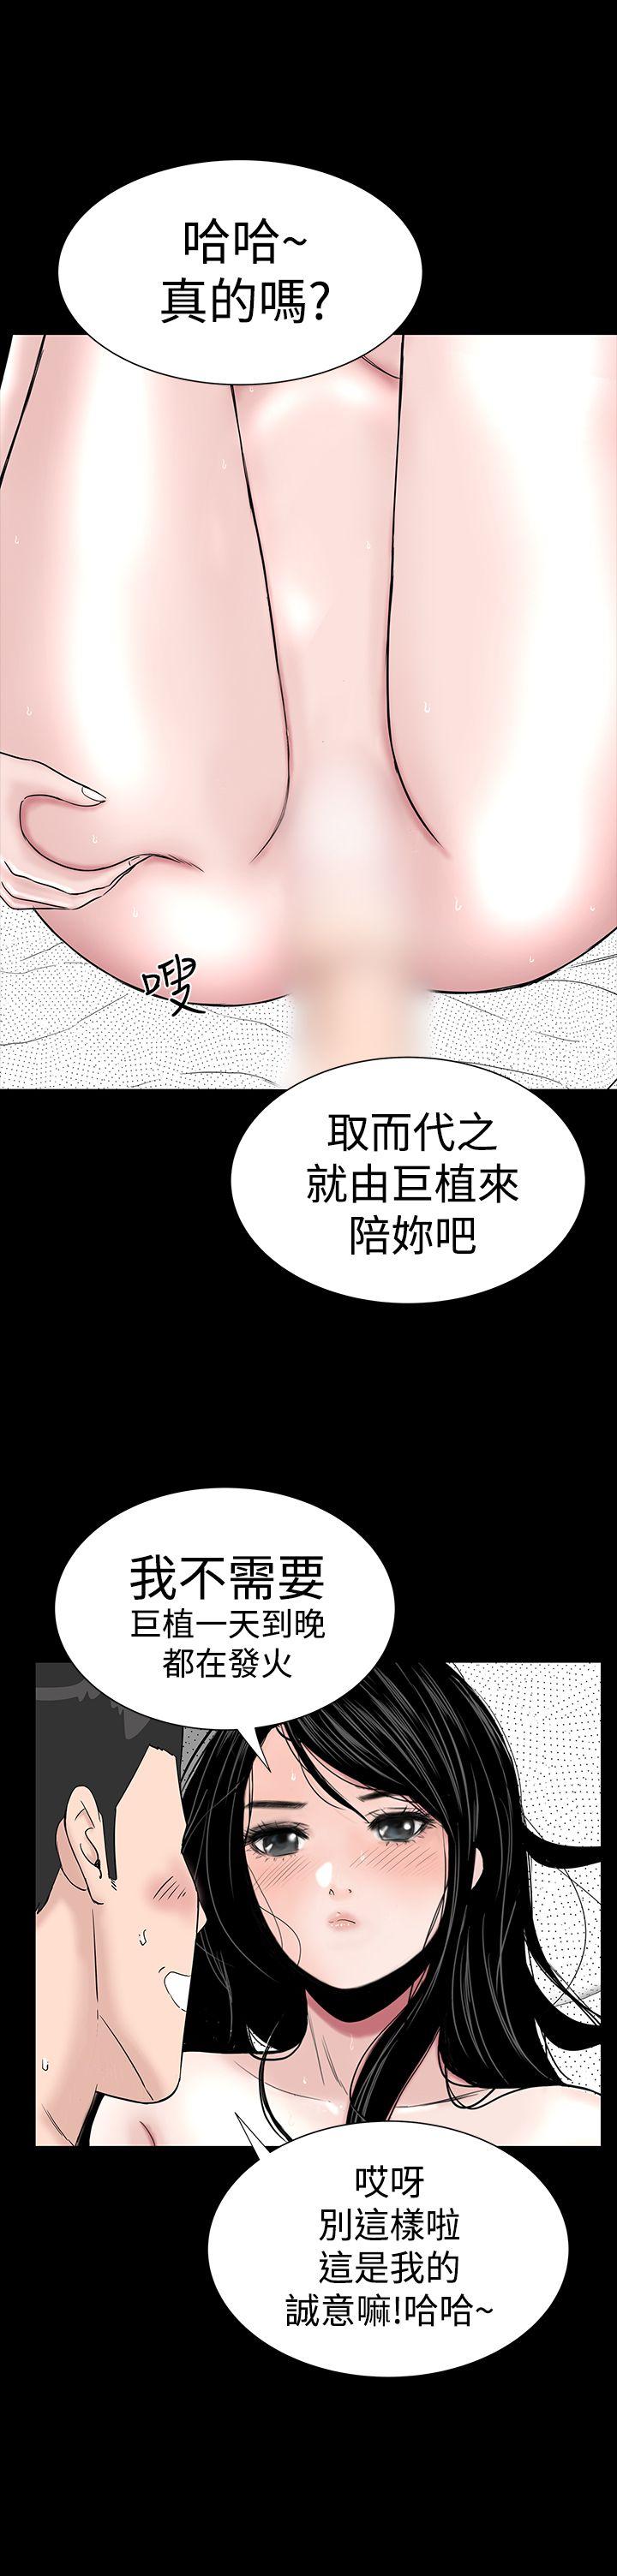 哈哈~
真的嗎?
嗖
取而代之
就由巨植來
陪妳吧
我不需要
巨植一天到晚
都在發火
哎呀
別這樣啦
這是我的
誠意嘛!哈哈~